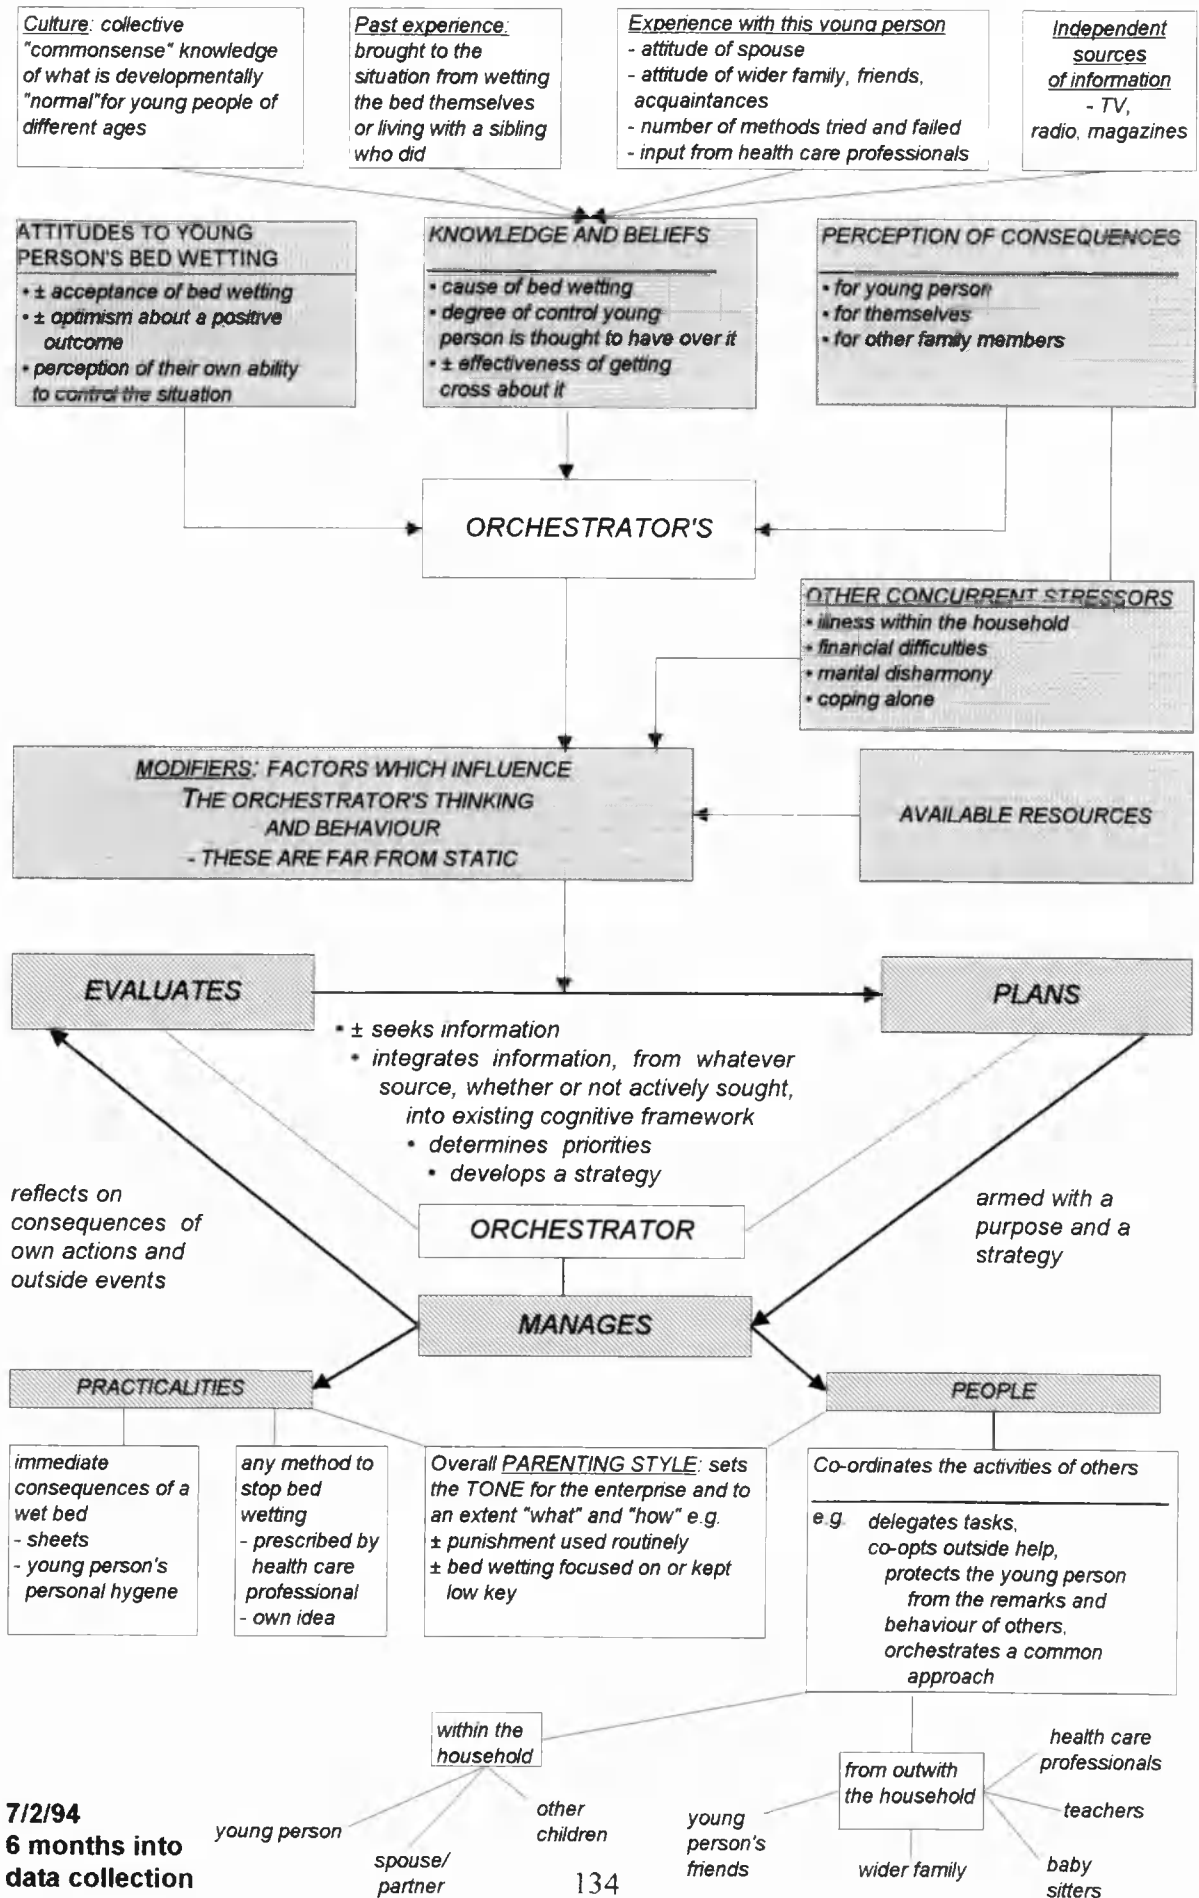 Culture: collective
"commonsense" knowledge
of what is developmentally
"normal"for young people of
different ages
Past experience:
brought to the
situation from wetting
the bed themselves
or living with a sibling
who did
Experience with this young person
- attitude of spouse
- attitude of wider family, friends,
acquaintances
- number of methods tried and failed
- input from health care professionals
Independent
sources
of information
- TV,
radio, magazines
ATTITUDES TO YOUNG
PERSON'S BED WETTING
• ± acceptance of bed wetting
• ± optimism about a positive
outcome
• perception of their own ability
to control the situation
KNOWLEDGE AND BELIEFS
• cause of bed wetting
• degree of control young
person is thought to have over it
• ± effectiveness of getting
cross about it
PERCEPTION OF CONSEQUENCES
• for young person
• for themselves
• for other family members
ORCHESTRATOR'S
OTHER CONCURRENT STRESSORS
• illness within the household
• financial difficulties
• marital disharmony
• coping alone
MODIFIERS: FACTORS WHICH INFLUENCE
THE ORCHESTRATOR'S THINKING
AND BEHAVIOUR
- THESE ARE FAR FROM STATIC
AVAILABLE RESOURCES
EVALUATES
PLANS
• ± seeks information
• integrates information, from whatever
source, whether or not actively sought,
into existing cognitive framework
• determines priorities
• develops a strategy
reflects on
consequences of
own actions and
outside events
armed with a
purpose and a
strategy
ORCHESTRATOR
MANAGES
PRACTICALITIES
PEOPLE
immediate
consequences of a
wet bed
- sheets
- young person's
personal hygene
any method to
stop bed
wetting
- prescribed by
health care
professional
- own idea
Overall PARENTING STYLE: sets
the TONE for the enterprise and to
an extent "what" and "how" e.g.
± punishment used routinely
± bed wetting focused on or kept
low key
Co-ordinates the activities of others
e.g. delegates tasks,
co-opts outside help,
protects the young person
from the remarks and
behaviour of others,
orchestrates a common
approach
within the
household
young person
spouse/
partner
other
children
from outwith
the household
young
person's
friends
wider family
health care
professionals
teachers
baby
sitters
7/2/94
6 months into
data collection
134